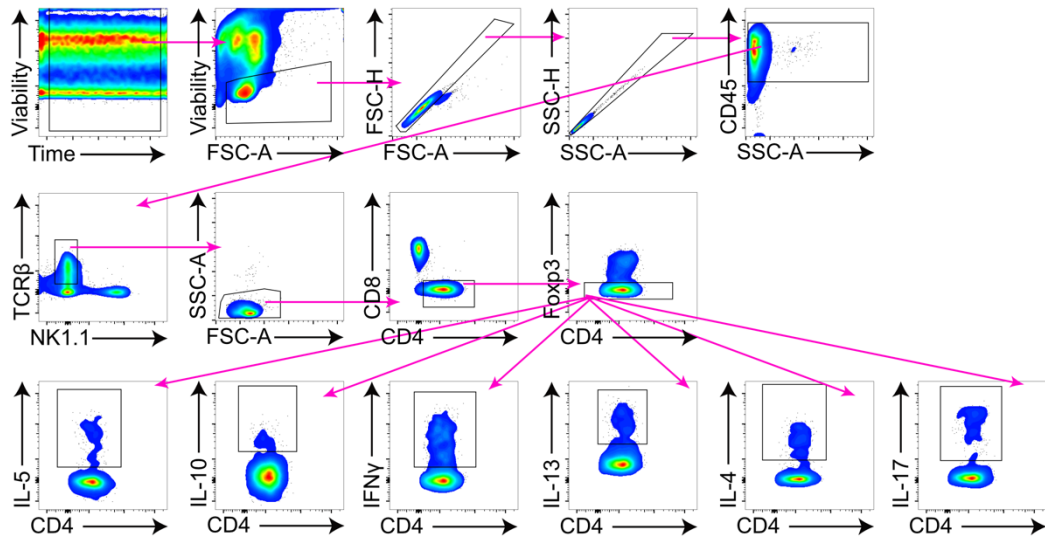 Viability
Time
Viability
FSC-A
FSC-H
FSC-A
SSC-H
SSC-A
CD45
SSC-A
TCRβ
NK1.1
SSC-A
FSC-A
CD8
CD4
Foxp3
CD4
IL-5
CD4
IL-10
CD4
IFNγ
CD4
IL-13
CD4
IL-4
CD4
IL-17
CD4